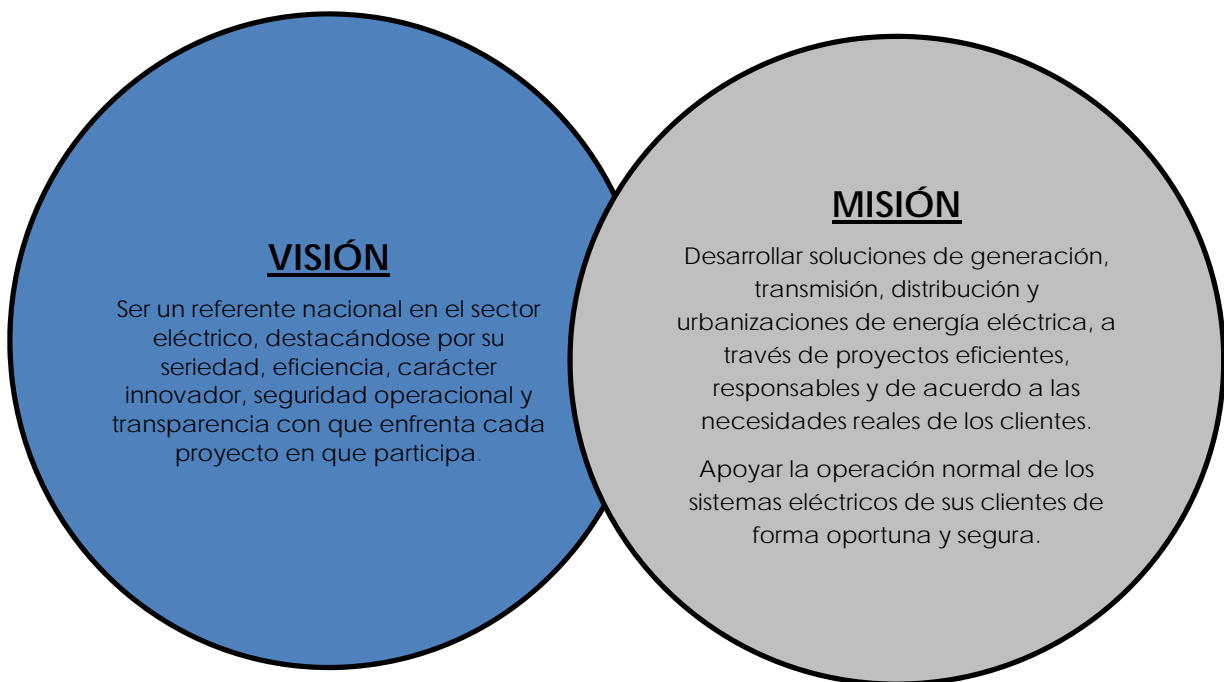 VISIÓN
Ser un referente nacional en el sector
eléctrico, destacándose por su
seriedad, eficiencia, carácter
innovador, seguridad operacional y
transparencia con que enfrenta cada
proyecto en que participa.
MISIÓN
Desarrollar soluciones de generación,
transmisión, distribución y
urbanizaciones de energía eléctrica, a
través de proyectos eficientes,
responsables y de acuerdo a las
necesidades reales de los clientes.
Apoyar la operación normal de los
sistemas eléctricos de sus clientes de
forma oportuna y segura.